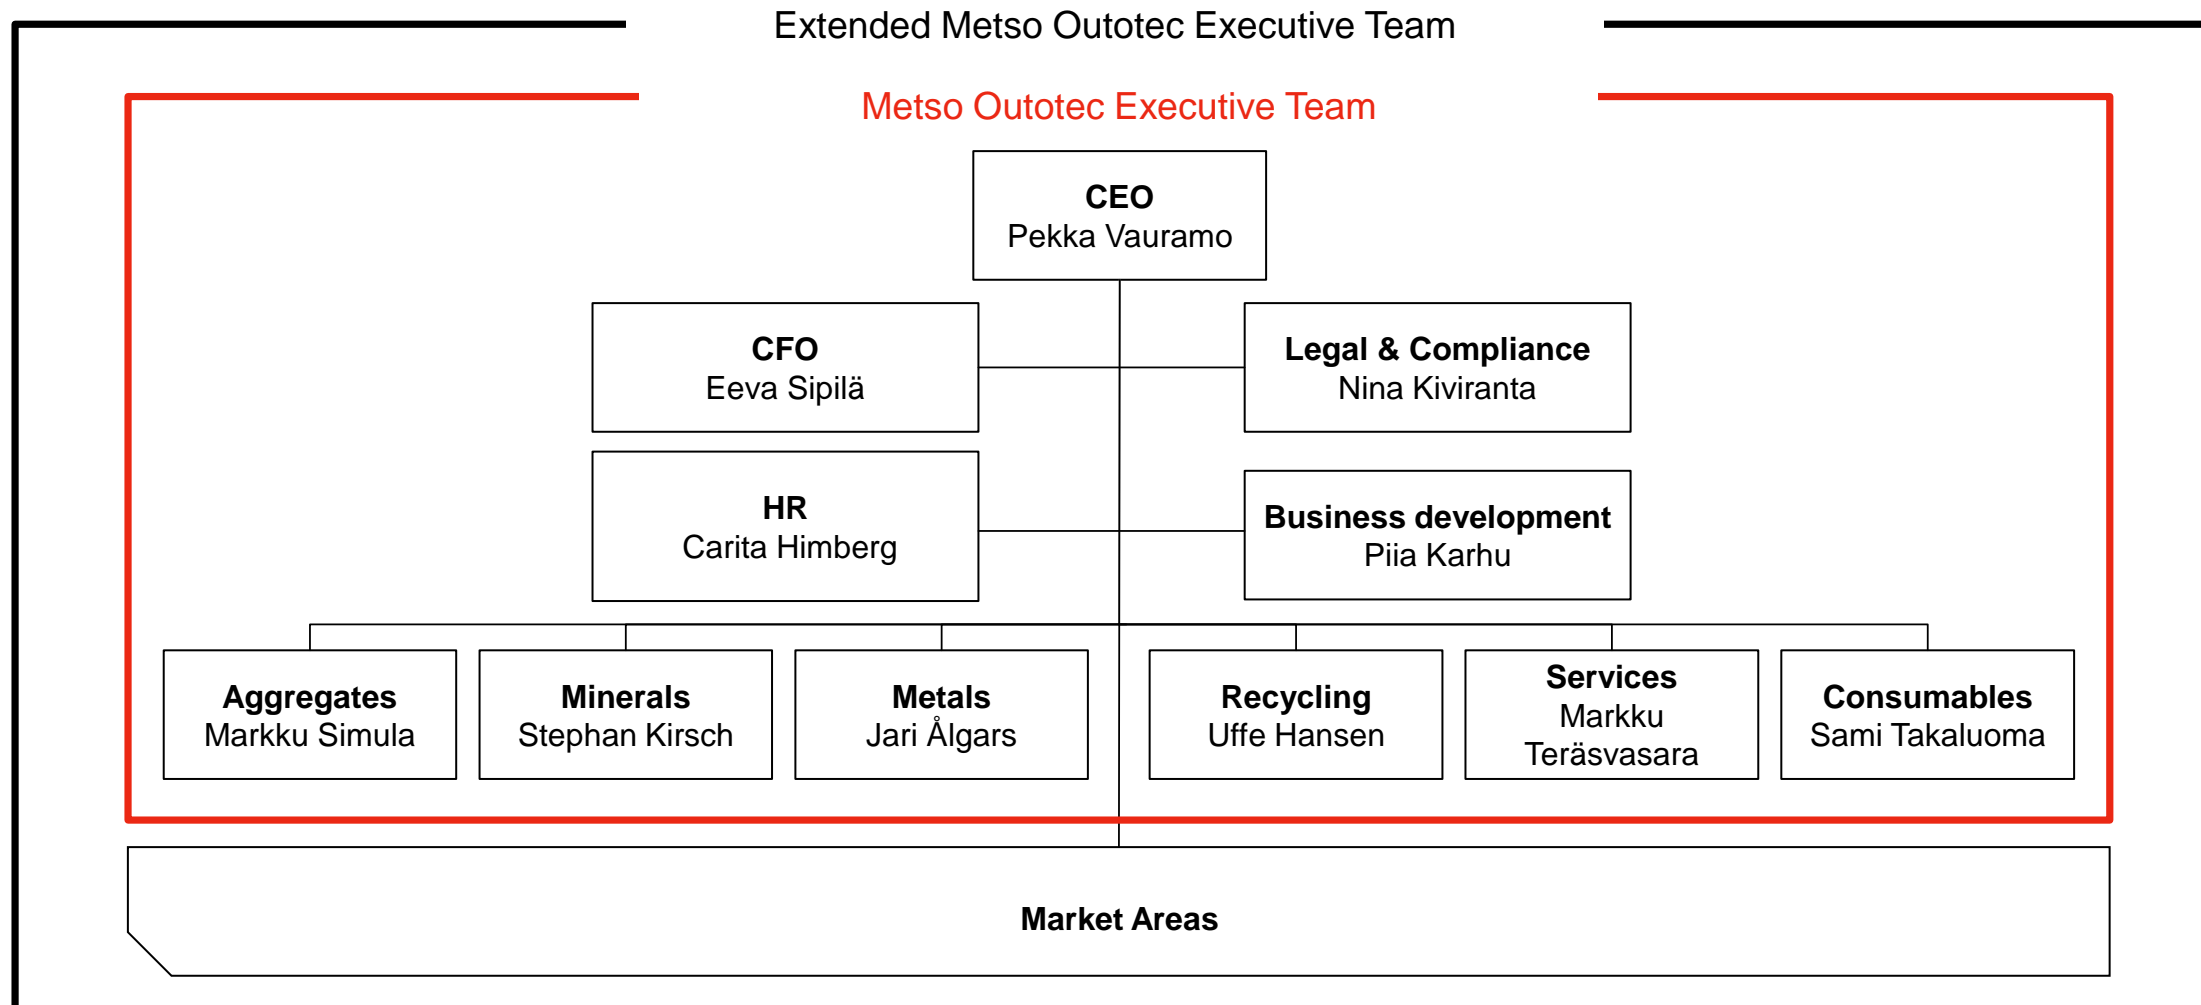 Extended Metso Outotec Executive Team
Metso Outotec Executive Team
CEO
Pekka Vauramo
CFO
Eeva Sipilä
Legal & Compliance
Nina Kiviranta
HR
Carita Himberg
Business development
Piia Karhu
Aggregates
Markku Simula
Minerals
Stephan Kirsch
Metals
Jari Ålgars
Recycling
Uffe Hansen
Services
Markku
Teräsvasara
Consumables
Sami Takaluoma
Market Areas